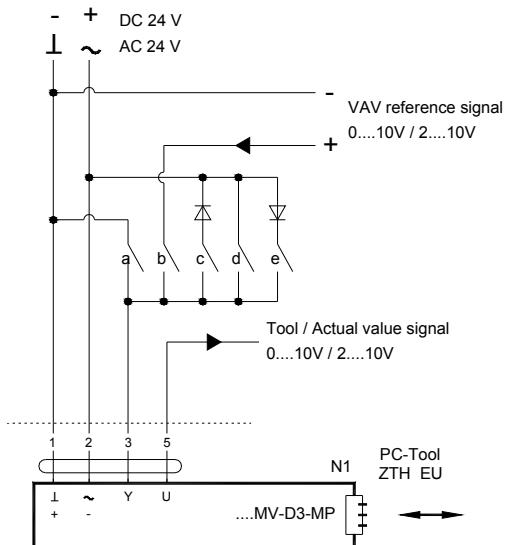 - + DC 24 V
⊥ ~ AC 24 V
-
VAV reference signal
0....10V / 2....10V
+
a b c d e
Tool / Actual value signal
0....10V / 2....10V
1 2 3 5
N1
PC-Tool
ZTH EU
⊥ ~ Y U
+ -
....MV-D3-MP